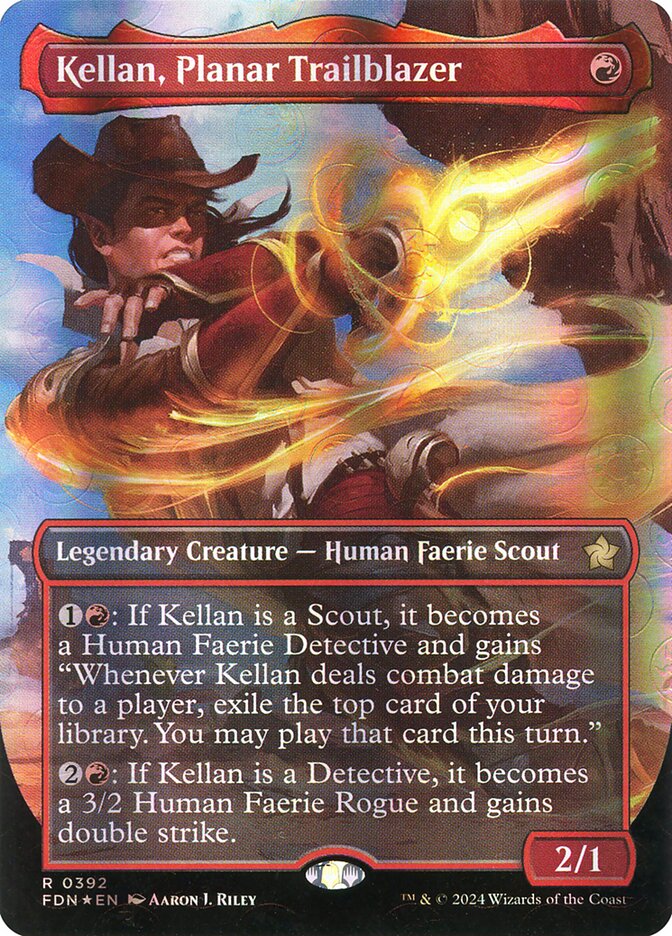 Kellan, Planar Trailblazer
Legendary Creature — Human Faerie Scout
1: If Kellan is a Scout, it becomes
a Human Faerie Detective and gains
“Whenever Kellan deals combat damage
to a player, exile the top card of your
library. You may play that card this turn.”
2: If Kellan is a Detective, it becomes
a 3/2 Human Faerie Rogue and gains
double strike.
2/1
R 0392
FDN★EN Aaron J. Riley
™ & © 2024 Wizards of the Coast